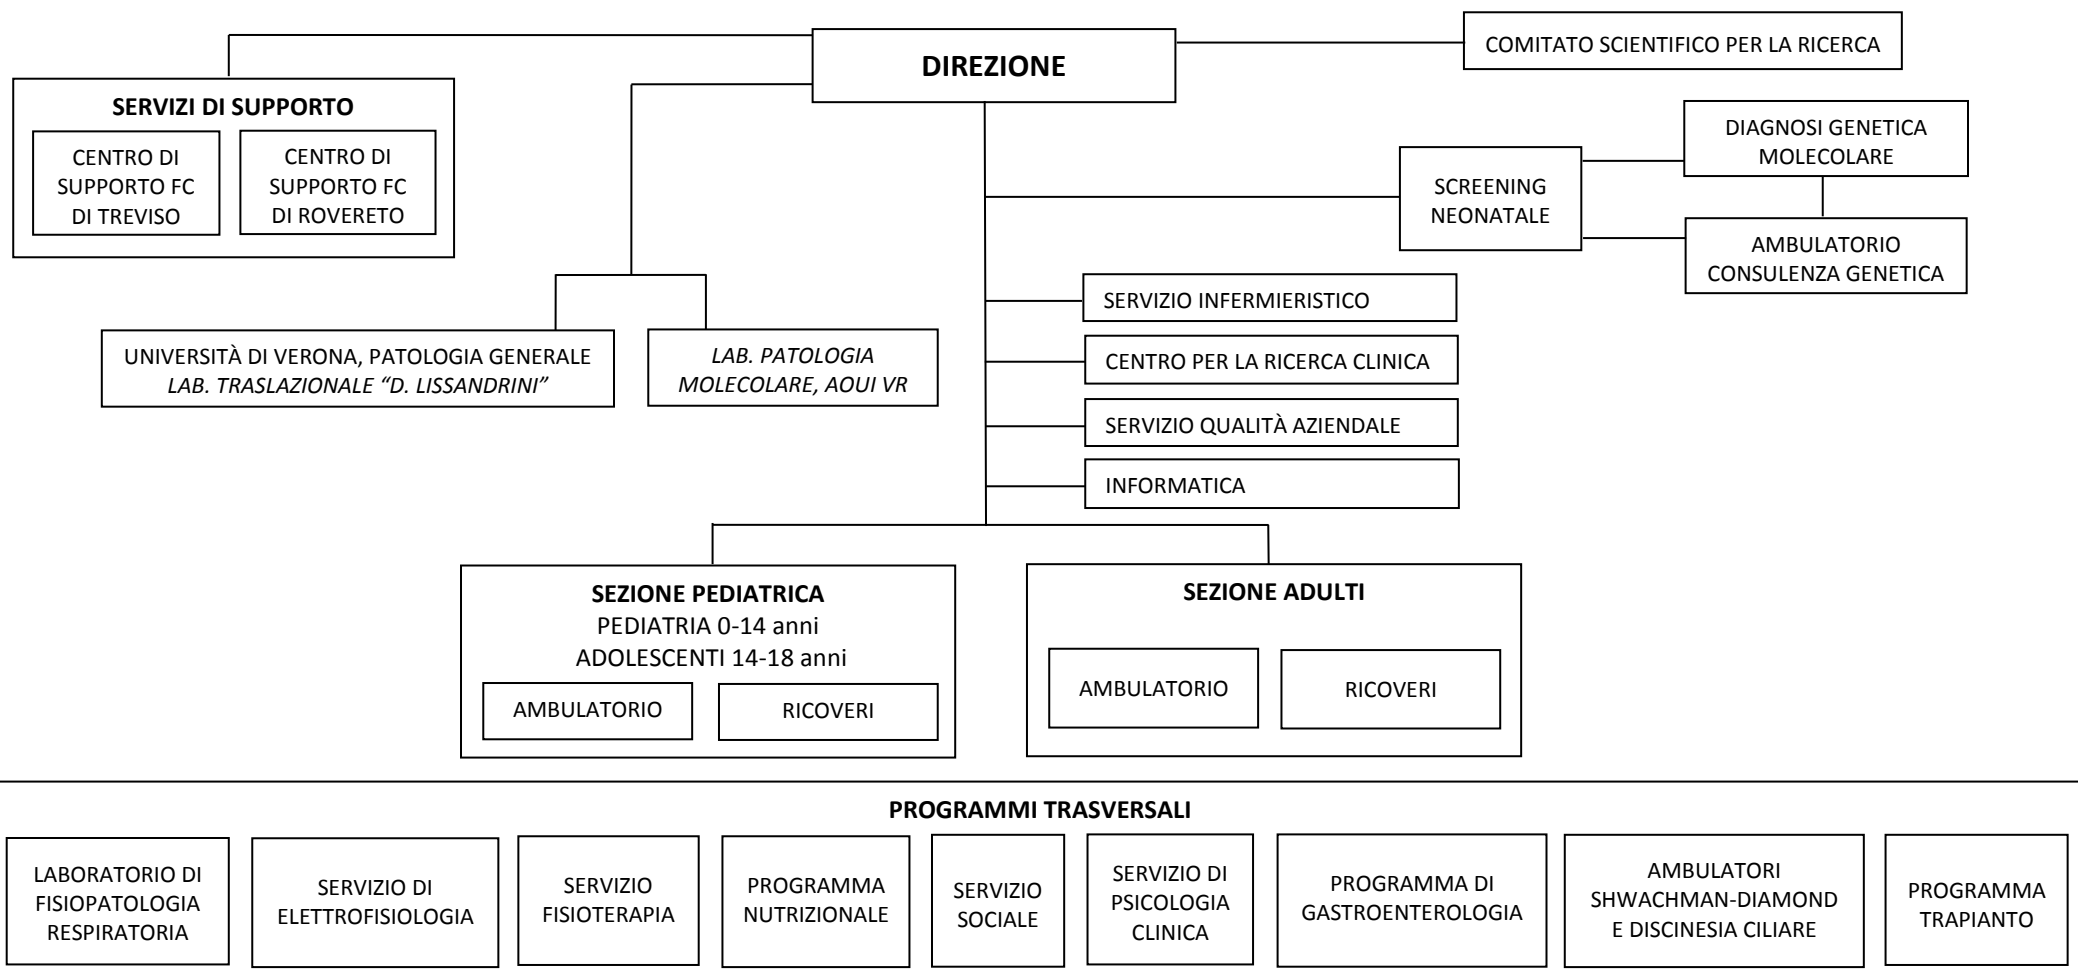 DIREZIONE
COMITATO SCIENTIFICO PER LA RICERCA
SERVIZI DI SUPPORTO
CENTRO DI
SUPPORTO FC
DI TREVISO
CENTRO DI
SUPPORTO FC
DI ROVERETO
DIAGNOSI GENETICA
MOLECOLARE
SCREENING
NEONATALE
AMBULATORIO
CONSULENZA GENETICA
UNIVERSITÀ DI VERONA, PATOLOGIA GENERALE
LAB. TRASLAZIONALE “D. LISSANDRINI”
LAB. PATOLOGIA
MOLECOLARE, AOUI VR
SERVIZIO INFERMIERISTICO
CENTRO PER LA RICERCA CLINICA
SERVIZIO QUALITÀ AZIENDALE
INFORMATICA
SEZIONE PEDIATRICA
PEDIATRIA 0-14 anni
ADOLESCENTI 14-18 anni
AMBULATORIO
RICOVERI
SEZIONE ADULTI
AMBULATORIO
RICOVERI
PROGRAMMI TRASVERSALI
LABORATORIO DI
FISIOPATOLOGIA
RESPIRATORIA
SERVIZIO DI
ELETTROFISIOLOGIA
SERVIZIO
FISIOTERAPIA
PROGRAMMA
NUTRIZIONALE
SERVIZIO
SOCIALE
SERVIZIO DI
PSICOLOGIA
CLINICA
PROGRAMMA DI
GASTROENTEROLOGIA
AMBULATORI
SHWACHMAN-DIAMOND
E DISCINESIA CILIARE
PROGRAMMA
TRAPIANTO